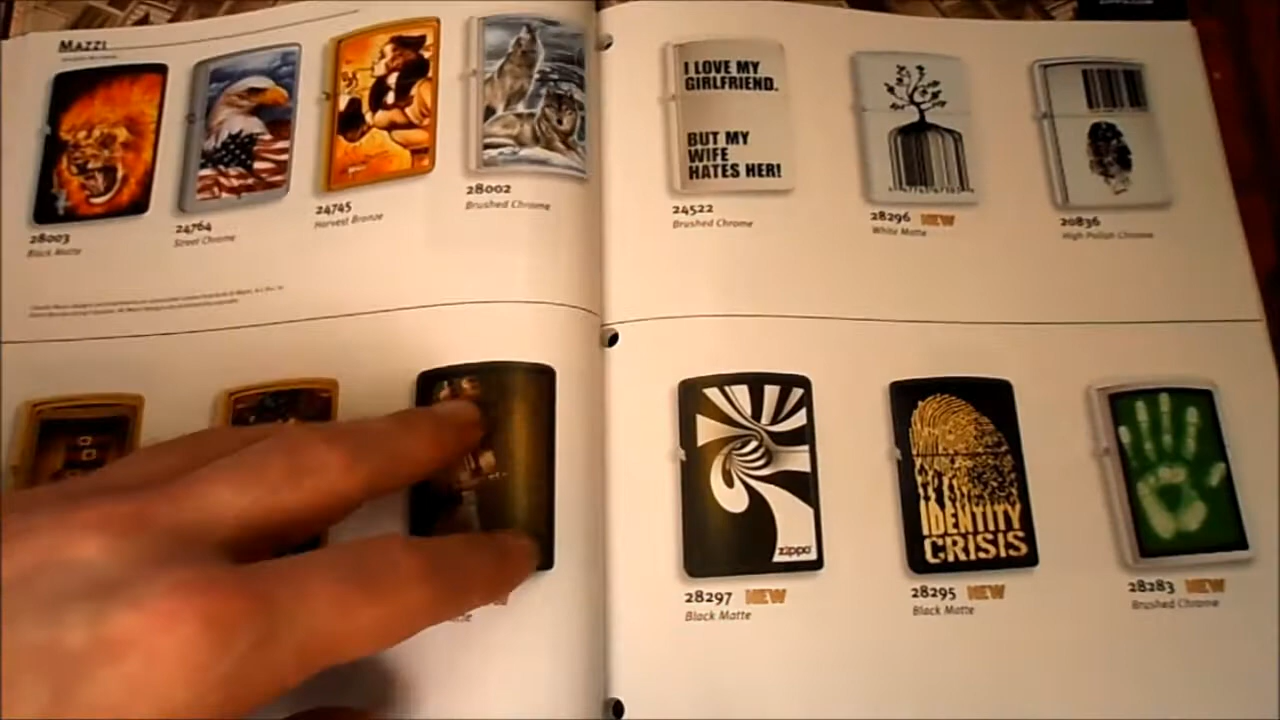 MAZZI
28003
Black Matte
24764
Street Chrome
24745
Harvest Bronze
28002
Brushed Chrome
I LOVE MY
GIRLFRIEND.
BUT MY
WIFE
HATES HER!
24522
Brushed Chrome
28296 NEW
White Matte
20836
High Polish Chrome
zippo
28297 NEW
Black Matte
IDENTITY
CRISIS
28295 NEW
Black Matte
28283 NEW
Brushed Chrome